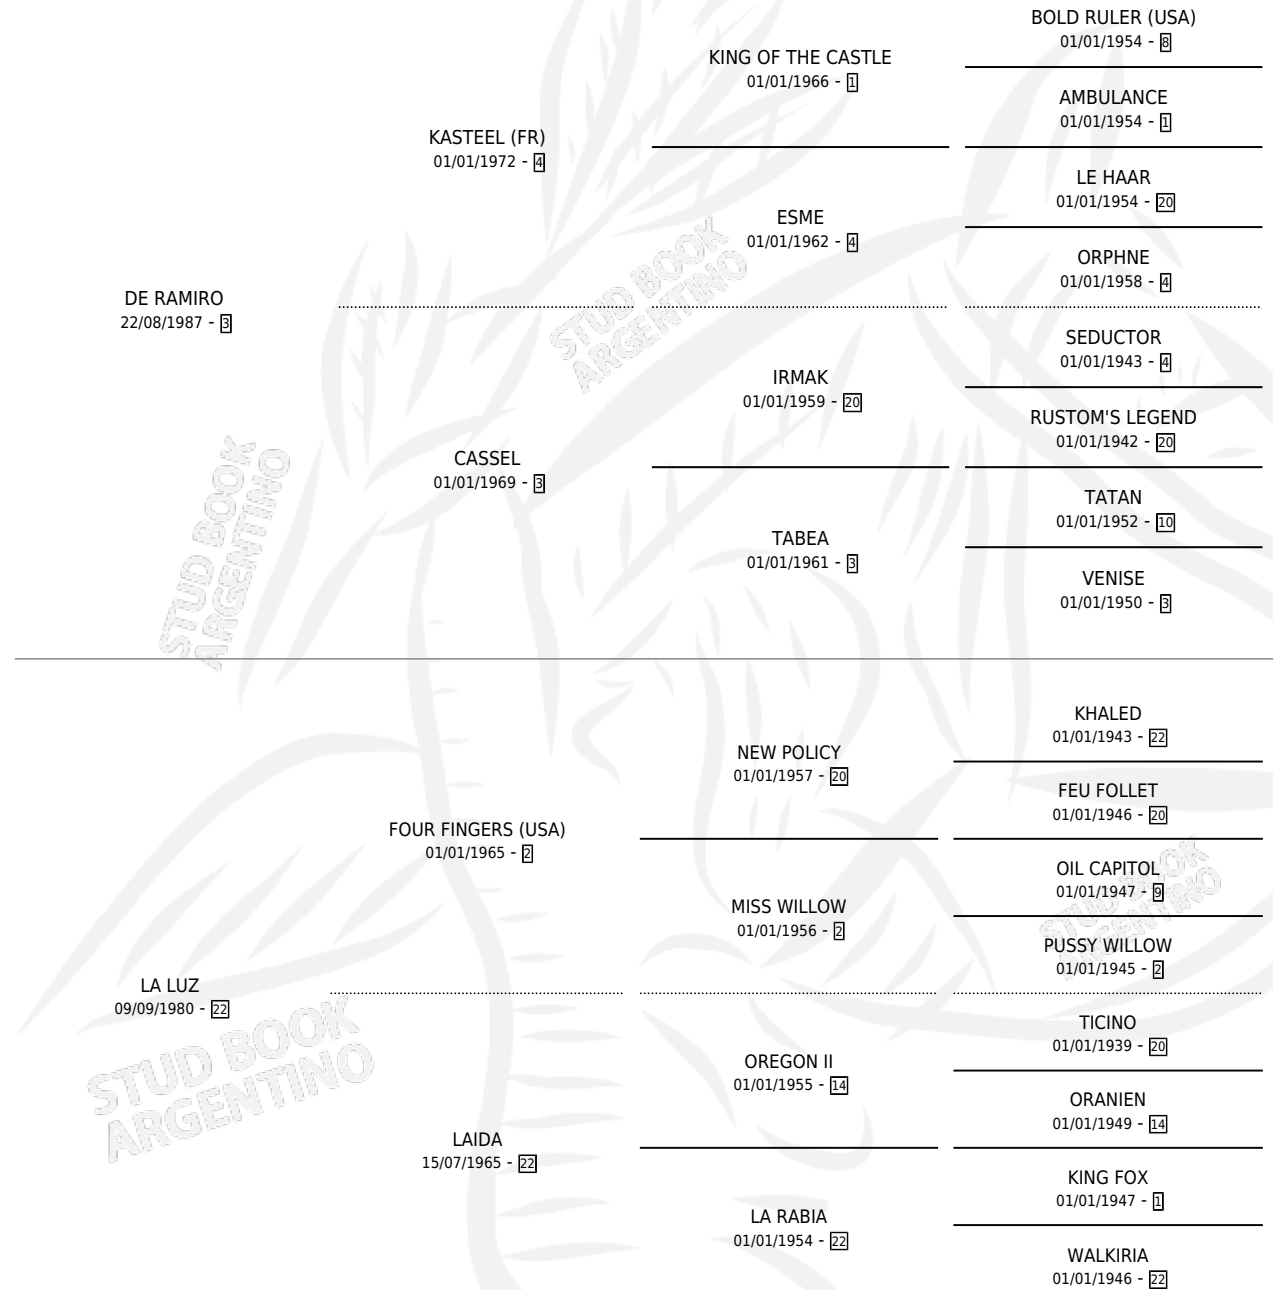 BOLD RULER (USA)
01/01/1954 - 8
KING OF THE CASTLE
01/01/1966 - 1
AMBULANCE
01/01/1954 - 1
KASTEEL (FR)
01/01/1972 - 4
LE HAAR
01/01/1954 - 20
ESME
01/01/1962 - 4
ORPHNE
01/01/1958 - 4
DE RAMIRO
22/08/1987 - 3
SEDUCTOR
01/01/1943 - 4
IRMAK
01/01/1959 - 20
RUSTOM'S LEGEND
01/01/1942 - 20
CASSEL
01/01/1969 - 3
TATAN
01/01/1952 - 10
TABEA
01/01/1961 - 3
VENISE
01/01/1950 - 3
STUD BOOK
ARGENTINO
STUD BOOK
ARGENTINO
KHALED
01/01/1943 - 22
NEW POLICY
01/01/1957 - 20
FEU FOLLET
01/01/1946 - 20
FOUR FINGERS (USA)
01/01/1965 - 2
OIL CAPITOL
01/01/1947 - 9
MISS WILLOW
01/01/1956 - 2
PUSSY WILLOW
01/01/1945 - 2
STUD BOOK
ARGENTINO
LA LUZ
09/09/1980 - 22
TICINO
01/01/1939 - 20
OREGON II
01/01/1955 - 14
ORANIEN
01/01/1949 - 14
LAIDA
15/07/1965 - 22
KING FOX
01/01/1947 - 1
LA RABIA
01/01/1954 - 22
WALKIRIA
01/01/1946 - 22
STUD BOOK
ARGENTINO